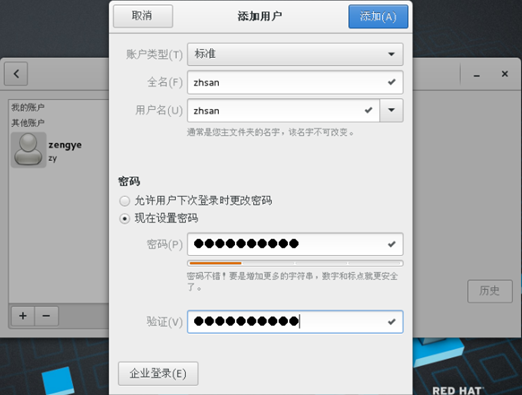 取消
添加用户
添加(A)
账户类型(T)
标准
全名(F)
zhsan
用户名(U)
zhsan
通常是您主文件夹的名字，该名字不可改变。
我的账户
其他账户
zengye
zy
密码
允许用户下次登录时更改密码
现在设置密码
密码(P)
●●●●●●●●●●
密码不错！要是增加更多的字符串，数字和标点就更安全
了。
历史
验证(V)
●●●●●●●●●●
企业登录(E)
RED HAT